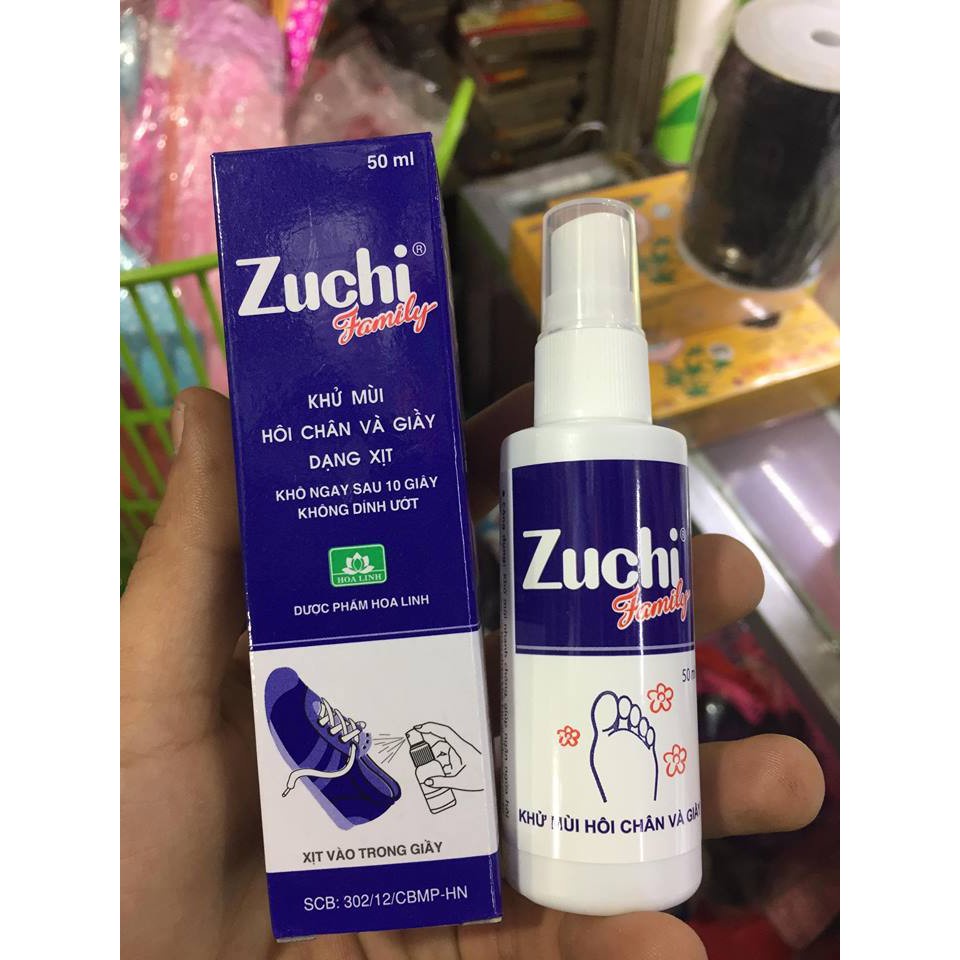 50 ml
Zuchi®
Family
KHỬ MÙI
HÔI CHÂN VÀ GIẦY
DẠNG XỊT
KHÔ NGAY SAU 10 GIÂY
KHÔNG DÍNH ƯỚT
HOA LINH
DƯỢC PHẨM HOA LINH
XỊT VÀO TRONG GIẦY
SCB: 302/12/CBMP-HN
Zuchi®
Family
50 m
KHỬ MÙI HÔI CHÂN VÀ GIẦY